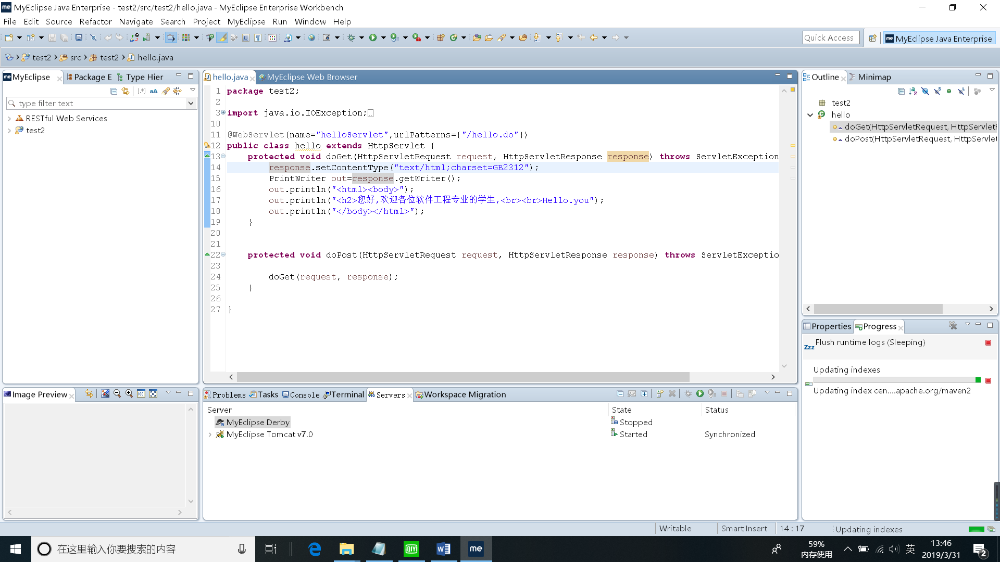 MyEclipse Java Enterprise - test2/src/test2/hello.java - MyEclipse Enterprise Workbench
File Edit Source Refactor Navigate Search Project MyEclipse Run Window Help
Quick Access
MyEclipse Java Enterprise
test2 src test2 hello.java
MyEclipse Package E Type Hier
type filter text
RESTful Web Services
test2
hello.java MyEclipse Web Browser
1 package test2;
2
3 import java.io.IOException;
10
11 @WebServlet(name="helloServlet",urlPatterns={"/hello.do"})
12 public class hello extends HttpServlet {
13 protected void doGet(HttpServletRequest request, HttpServletResponse response) throws ServletException
14 response.setContentType("text/html;charset=GB2312");
15 PrintWriter out=response.getWriter();
16 out.println("<html><body>");
17 out.println("<h2>您好,欢迎各位软件工程专业的学生,<br><br>Hello.you");
18 out.println("</body></html>");
19 }
20
21
22 protected void doPost(HttpServletRequest request, HttpServletResponse response) throws ServletExceptio
23
24 doGet(request, response);
25 }
26
27 }
Outline Minimap
test2
hello
doGet(HttpServletRequest, HttpServletR
doPost(HttpServletRequest, HttpServlet
Properties Progress
Zzz Flush runtime logs (Sleeping)
Updating indexes
Updating index cen....apache.org/maven2
Image Preview
Problems Tasks Console Terminal Servers Workspace Migration
Server State Status
MyEclipse Derby Stopped
MyEclipse Tomcat v7.0 Started Synchronized
Writable Smart Insert 14 : 17 Updating indexes
在这里输入你要搜索的内容
QIY
me
59%
内存使用
英
13:46
2019/3/31
2